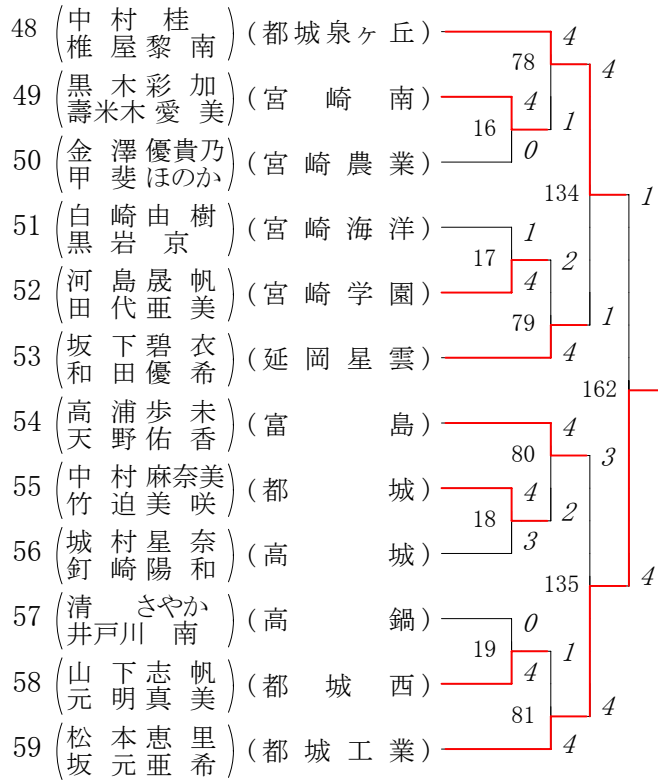 48 (中村 桂 椎屋黎南) (都城泉ヶ丘) 4
78 4
49 (黒木彩加 壽米木愛美) (宮崎南) 4
16 1
50 (金澤優貴乃 甲斐ほのか) (宮崎農業) 0
134 1
51 (白崎由樹 黒岩 京) (宮崎海洋) 1
17 2
52 (河島晟帆 田代亜美) (宮崎学園) 4
79 1
53 (坂下碧衣 和田優希) (延岡星雲) 4
162
54 (高浦歩未 天野佑香) (富島) 4
80 3
55 (中村麻奈美 竹迫美咲) (都城) 4
18 2
56 (城村星奈 釘崎陽和) (高城) 3
135 4
57 (清 さやか 井戸川 南) (高鍋) 0
19 1
58 (山下志帆 元明真美) (都城西) 4
81 4
59 (松本恵里 坂元亜希) (都城工業) 4